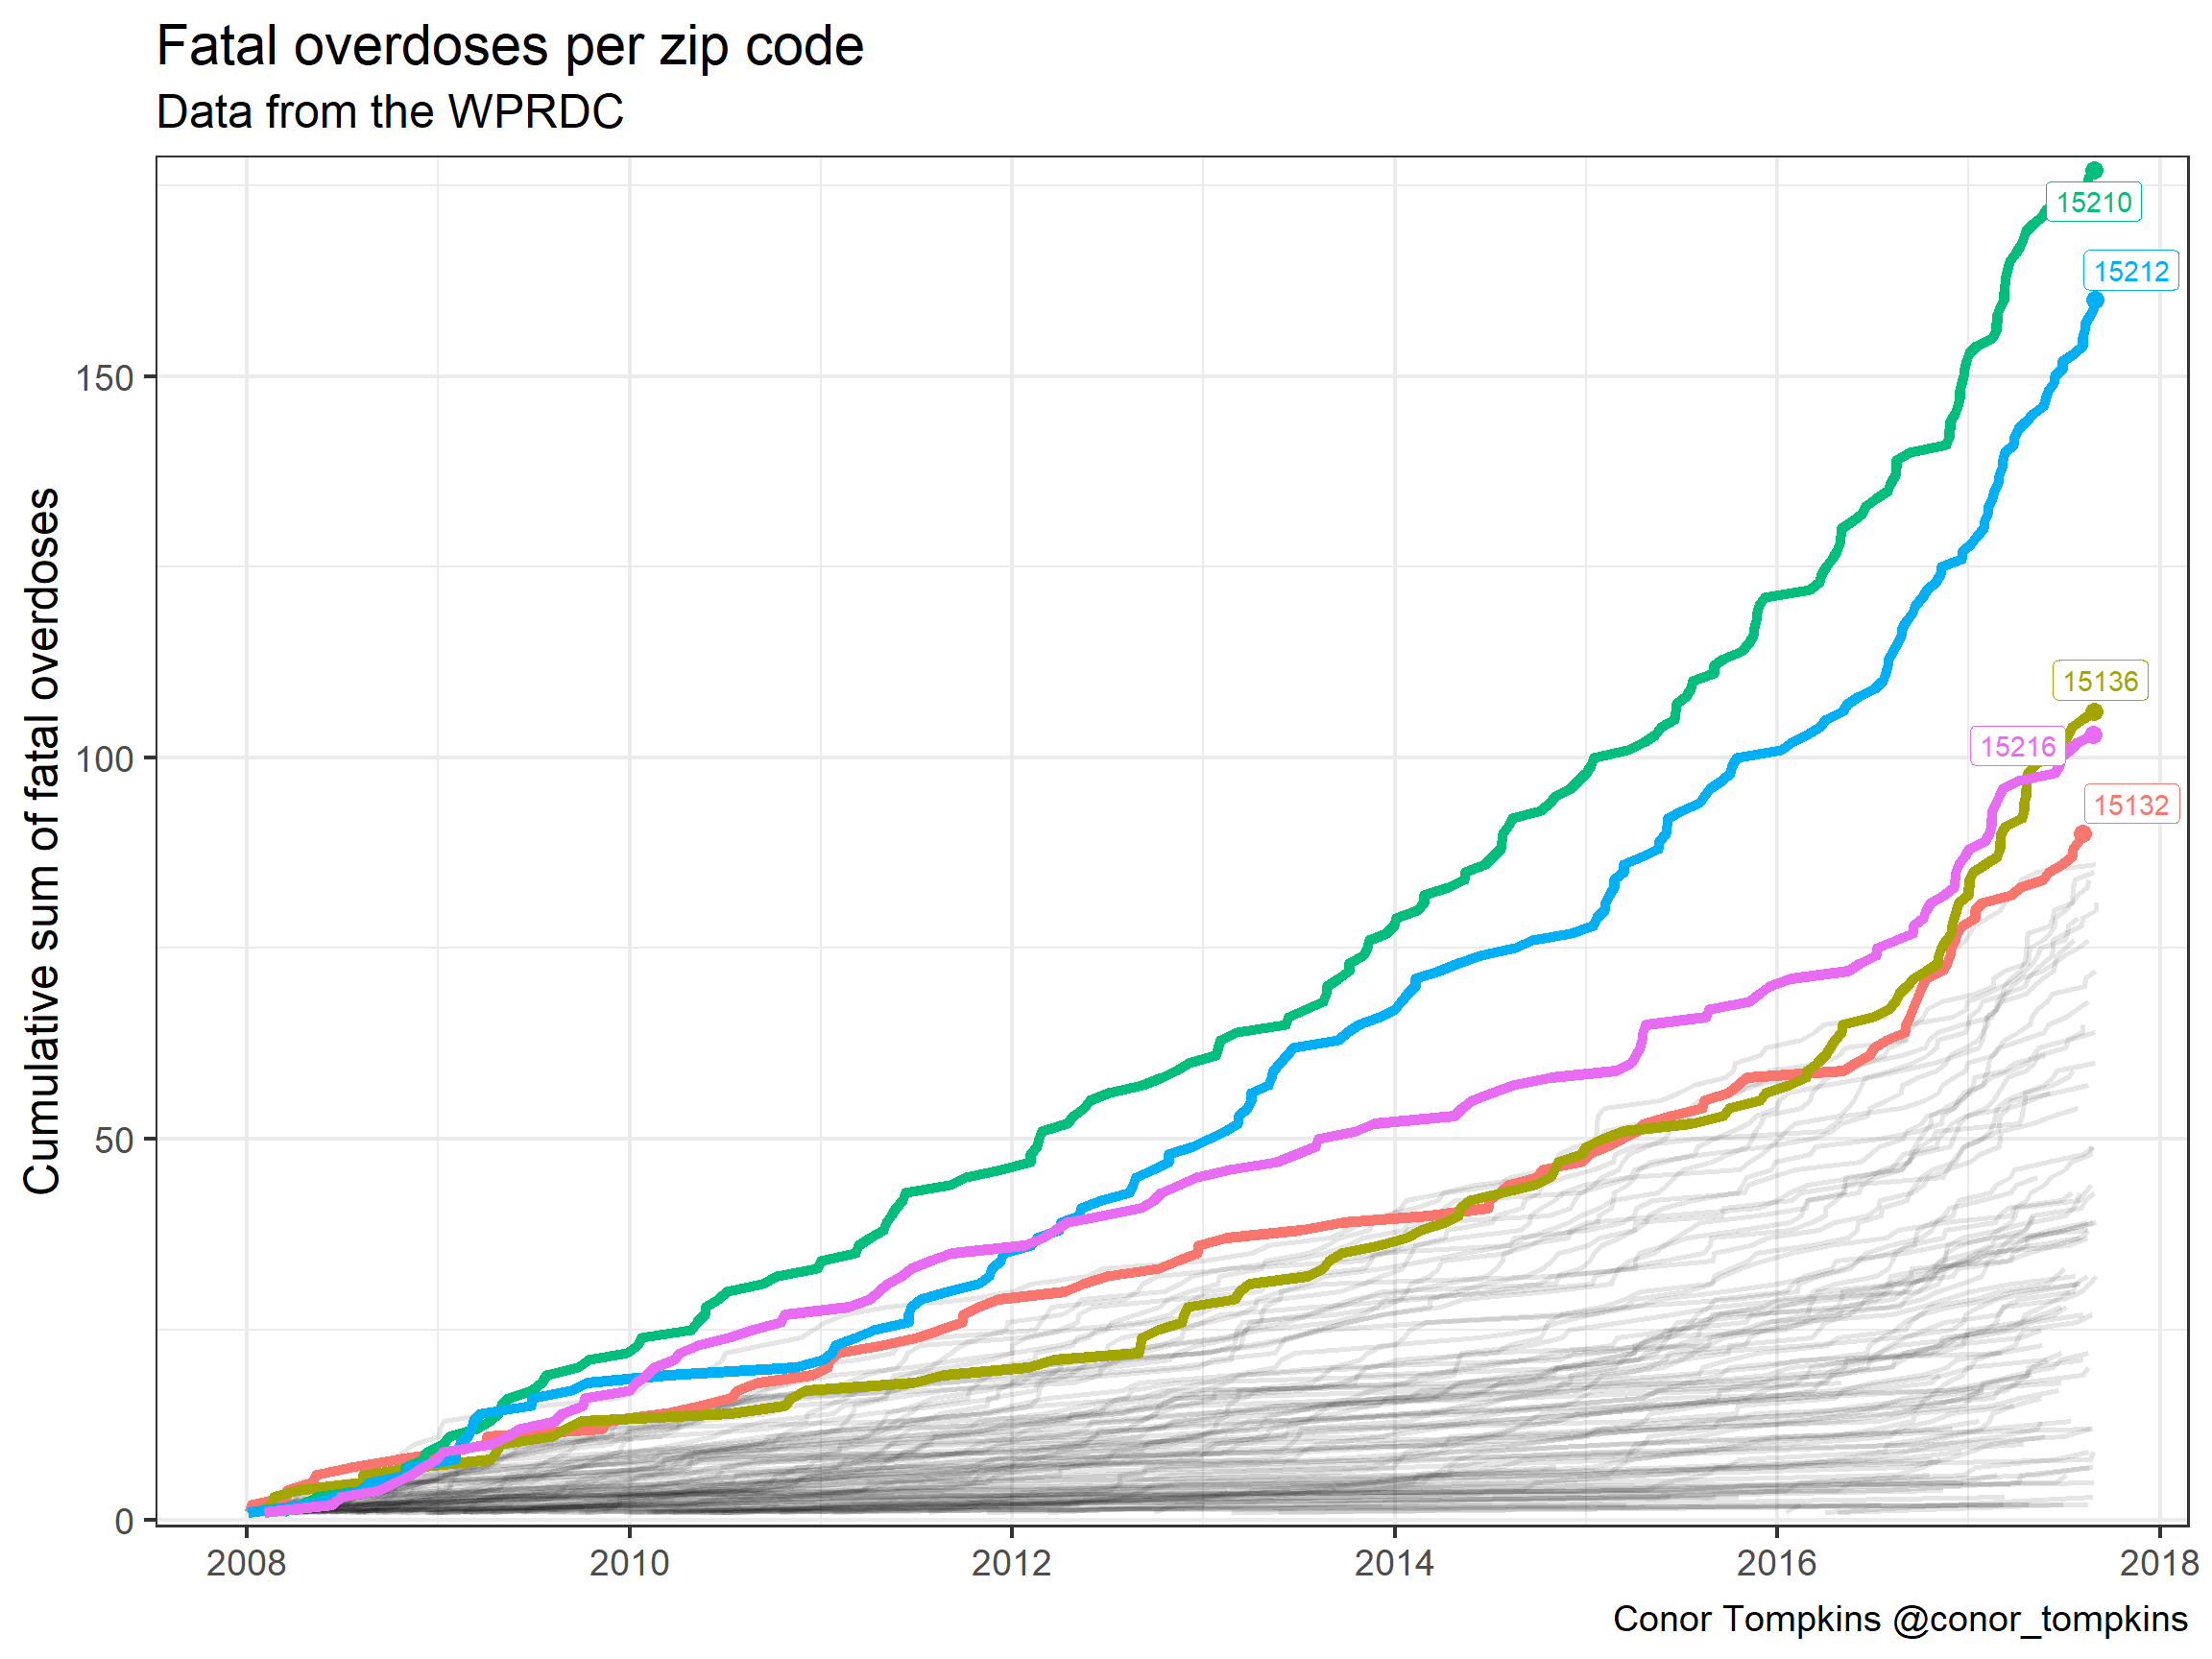 Fatal overdoses per zip code
Data from the WPRDC
Cumulative sum of fatal overdoses
150
100
50
0
15210
15212
15136
15216
15132
2008 2010 2012 2014 2016 2018
Conor Tompkins @conor_tompkins